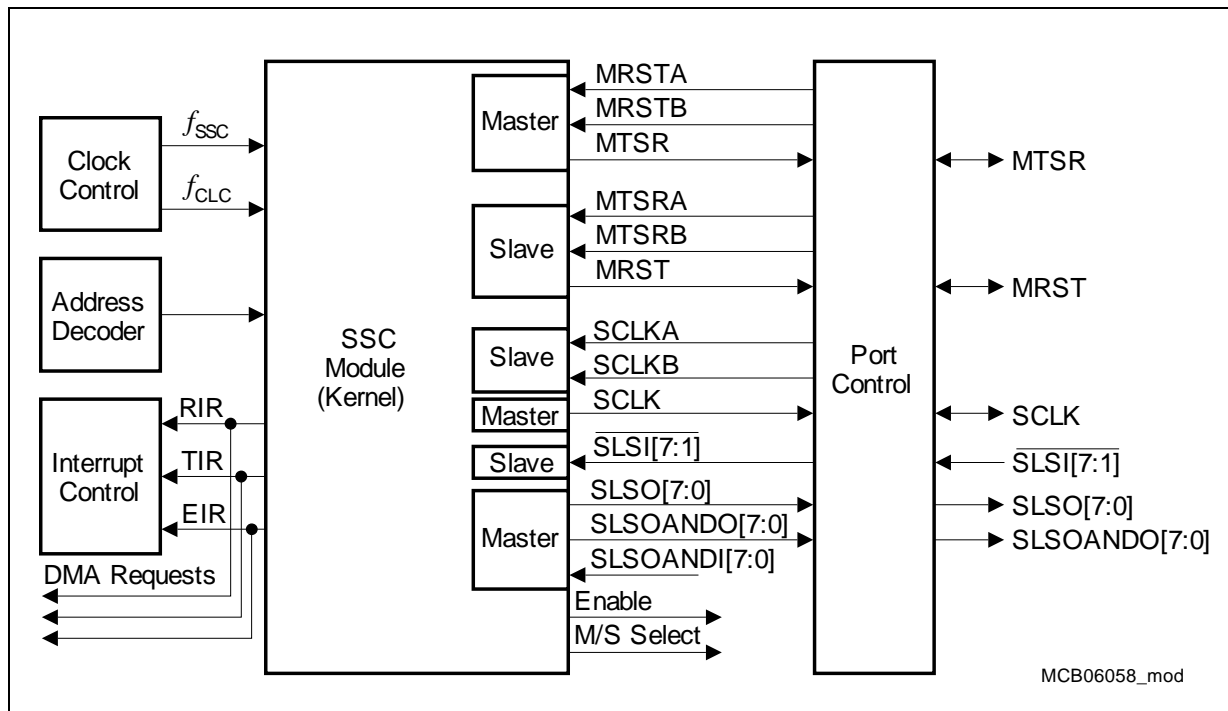 Clock
Control
fSSC
fCLC
Address
Decoder
Interrupt
Control
RIR
TIR
EIR
DMA Requests
SSC
Module
(Kernel)
Master
Slave
Slave
Master
Slave
Master
MRSTA
MRSTB
MTSR
MTSRA
MTSRB
MRST
SCLKA
SCLKB
SCLK
SLSI[7:1]
SLSO[7:0]
SLSOANDO[7:0]
SLSOANDI[7:0]
Enable
M/S Select
Port
Control
MTSR
MRST
SCLK
SLSI[7:1]
SLSO[7:0]
SLSOANDO[7:0]
MCB06058_mod